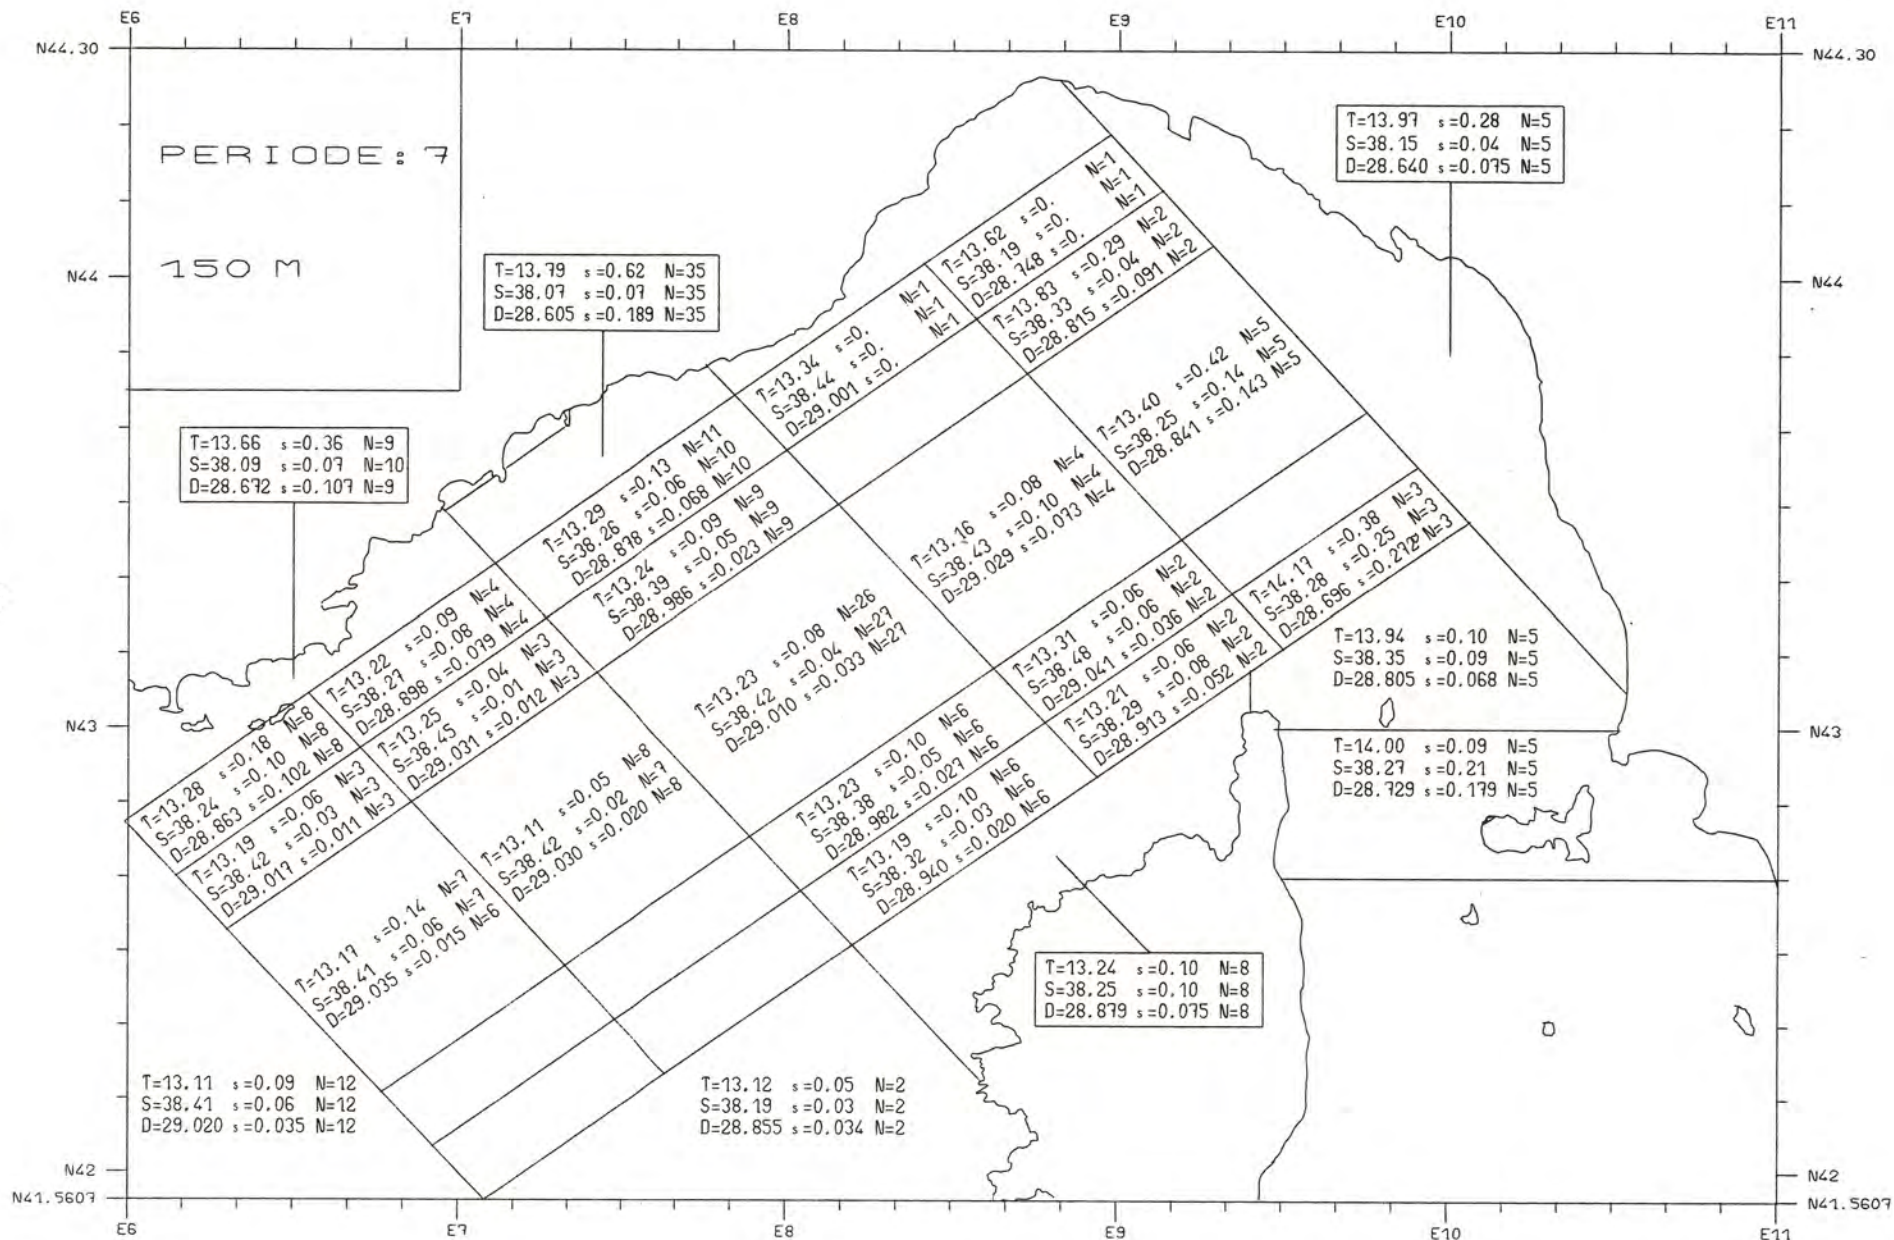 E6 E7 E8 E9 E10 E11
N44.30 N44.30
PERIODE: 7
150 M
T=13.97 s=0.28 N=5
S=38.15 s=0.04 N=5
D=28.640 s=0.075 N=5
T=13.62 s=0. N=1
S=38.19 s=0. N=1
D=28.748 s=0. N=1
T=13.83 s=0.29 N=2
S=38.33 s=0.04 N=2
D=28.815 s=0.091 N=2
N44 N44
T=13.79 s=0.62 N=35
S=38.07 s=0.07 N=35
D=28.605 s=0.189 N=35
T=13.34 s=0. N=1
S=38.44 s=0. N=1
D=29.001 s=0. N=1
T=13.40 s=0.42 N=5
S=38.25 s=0.14 N=5
D=28.841 s=0.143 N=5
T=13.66 s=0.36 N=9
S=38.09 s=0.07 N=10
D=28.672 s=0.107 N=9
T=13.29 s=0.13 N=11
S=38.26 s=0.06 N=10
D=28.878 s=0.068 N=10
T=13.24 s=0.09 N=9
S=38.39 s=0.05 N=9
D=28.986 s=0.023 N=9
T=13.16 s=0.08 N=4
S=38.43 s=0.10 N=4
D=29.029 s=0.073 N=4
T=14.17 s=0.38 N=3
S=38.28 s=0.25 N=3
D=28.696 s=0.272 N=3
T=13.22 s=0.09 N=4
S=38.27 s=0.08 N=4
D=28.898 s=0.079 N=4
T=13.25 s=0.04 N=3
S=38.45 s=0.01 N=3
D=29.031 s=0.012 N=3
T=13.23 s=0.08 N=26
S=38.42 s=0.04 N=27
D=29.010 s=0.033 N=27
T=13.31 s=0.06 N=2
S=38.48 s=0.06 N=2
D=29.041 s=0.036 N=2
T=13.21 s=0.06 N=2
S=38.29 s=0.08 N=2
D=28.913 s=0.052 N=2
T=13.94 s=0.10 N=5
S=38.35 s=0.09 N=5
D=28.805 s=0.068 N=5
N43 N43
T=14.00 s=0.09 N=5
S=38.27 s=0.21 N=5
D=28.729 s=0.179 N=5
T=13.28 s=0.18 N=8
S=38.24 s=0.10 N=8
D=28.863 s=0.102 N=8
T=13.19 s=0.06 N=3
S=38.42 s=0.03 N=3
D=29.017 s=0.011 N=3
T=13.11 s=0.05 N=8
S=38.42 s=0.02 N=7
D=29.030 s=0.020 N=8
T=13.23 s=0.10 N=6
S=38.38 s=0.05 N=6
D=28.982 s=0.027 N=6
T=13.19 s=0.10 N=6
S=38.32 s=0.03 N=6
D=28.940 s=0.020 N=6
T=13.17 s=0.14 N=7
S=38.41 s=0.06 N=7
D=29.035 s=0.015 N=6
T=13.24 s=0.10 N=8
S=38.25 s=0.10 N=8
D=28.879 s=0.075 N=8
T=13.11 s=0.09 N=12
S=38.41 s=0.06 N=12
D=29.020 s=0.035 N=12
T=13.12 s=0.05 N=2
S=38.19 s=0.03 N=2
D=28.855 s=0.034 N=2
N42 N42
N41.5607 N41.5607
E6 E7 E8 E9 E10 E11